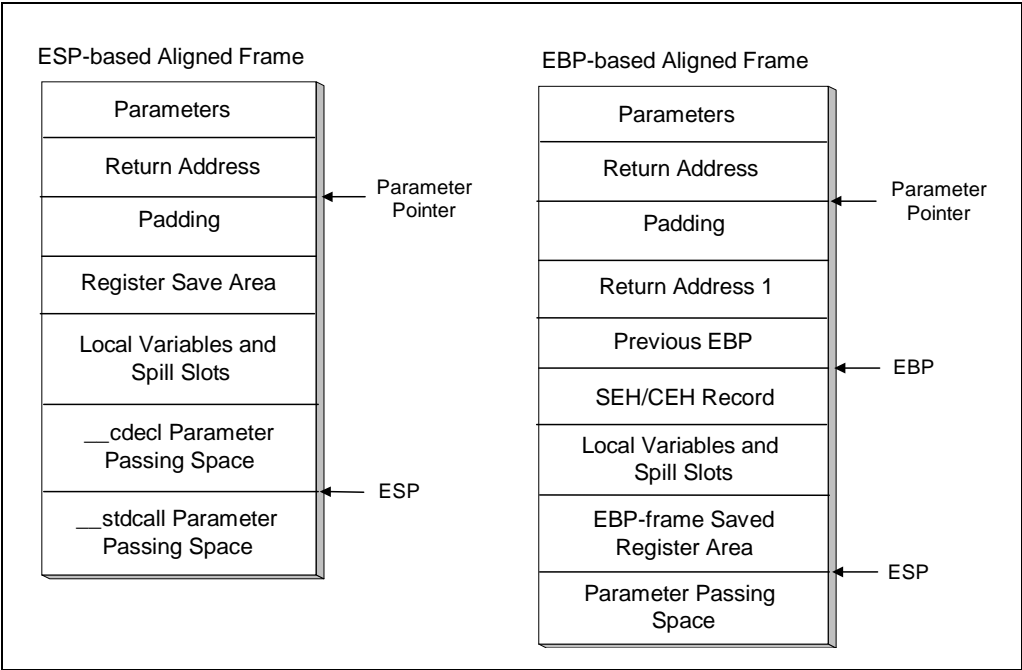 ESP-based Aligned Frame
Parameters
Return Address
Parameter
Pointer
Padding
Register Save Area
Local Variables and
Spill Slots
__cdecl Parameter
Passing Space
ESP
__stdcall Parameter
Passing Space
EBP-based Aligned Frame
Parameters
Return Address
Parameter
Pointer
Padding
Return Address 1
Previous EBP
EBP
SEH/CEH Record
Local Variables and
Spill Slots
EBP-frame Saved
Register Area
ESP
Parameter Passing
Space